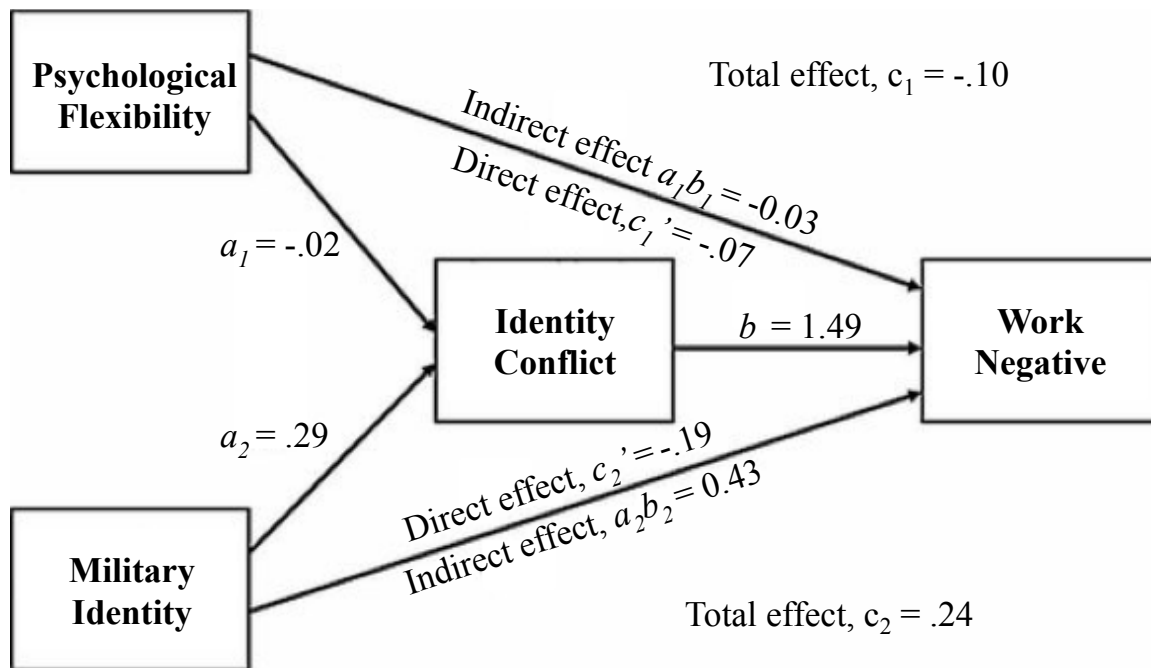 Psychological
Flexibility
Total effect, c₁ = -.10
Indirect effect a₁b₁ = -0.03
Direct effect,c₁’ = -.07
a₁ = -.02
Identity
Conflict
b = 1.49
Work
Negative
a₂ = .29
Direct effect, c₂’ = -.19
Indirect effect, a₂b₂ = 0.43
Military
Identity
Total effect, c₂ = .24